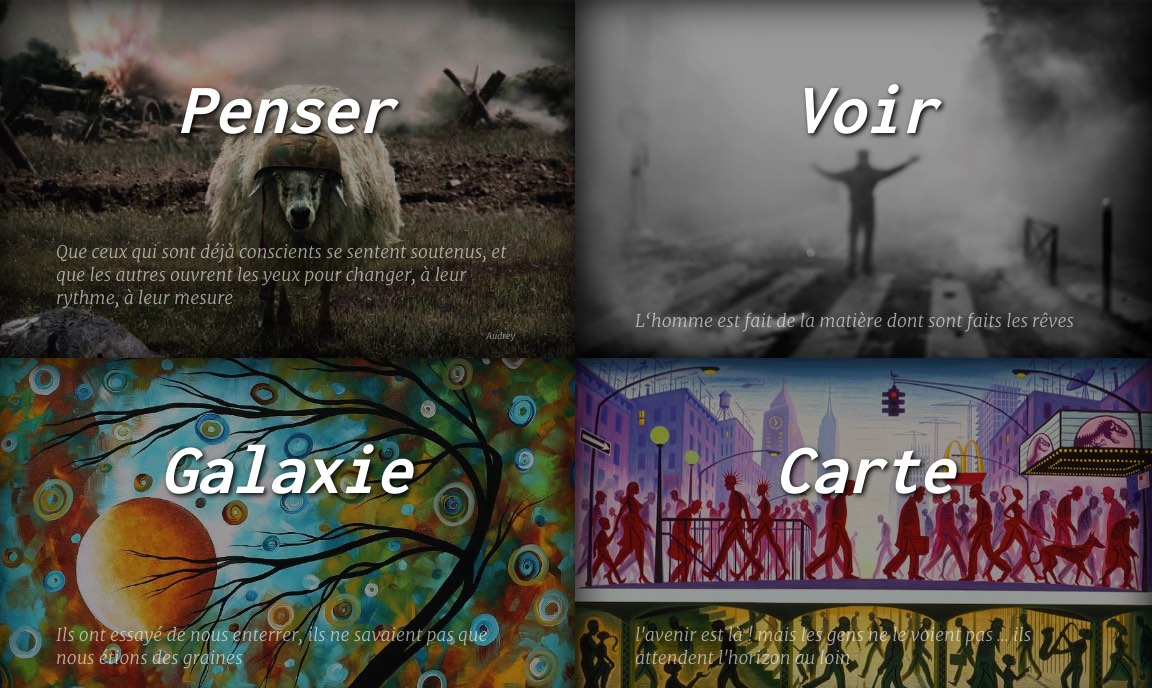 Penser
Que ceux qui sont déjà conscients se sentent soutenus, et
que les autres ouvrent les yeux pour changer, à leur
rythme, à leur mesure
Audrey
Voir
L‘homme est fait de la matière dont sont faits les rêves
Galaxie
Ils ont essayé de nous enterrer, ils ne savaient pas que
nous étions des graines
Carte
l'avenir est là ! mais les gens ne le voient pas ... ils
attendent l'horizon au loin